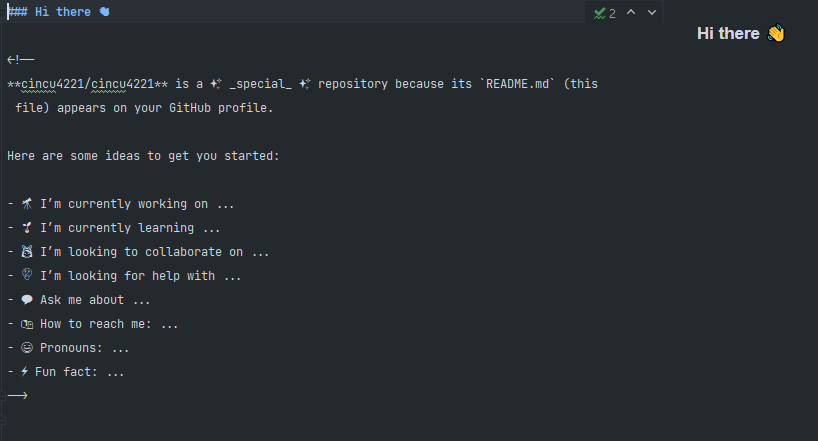 ### Hi there 👋
2
Hi there 👋
<!--
**cincu4221/cincu4221** is a ✨ _special_ ✨ repository because its `README.md` (this
file) appears on your GitHub profile.
Here are some ideas to get you started:
- 🔭 I’m currently working on ...
- 🌱 I’m currently learning ...
- 👯 I’m looking to collaborate on ...
- 🤔 I’m looking for help with ...
- 💬 Ask me about ...
- 📫 How to reach me: ...
- 😄 Pronouns: ...
- ⚡ Fun fact: ...
-->